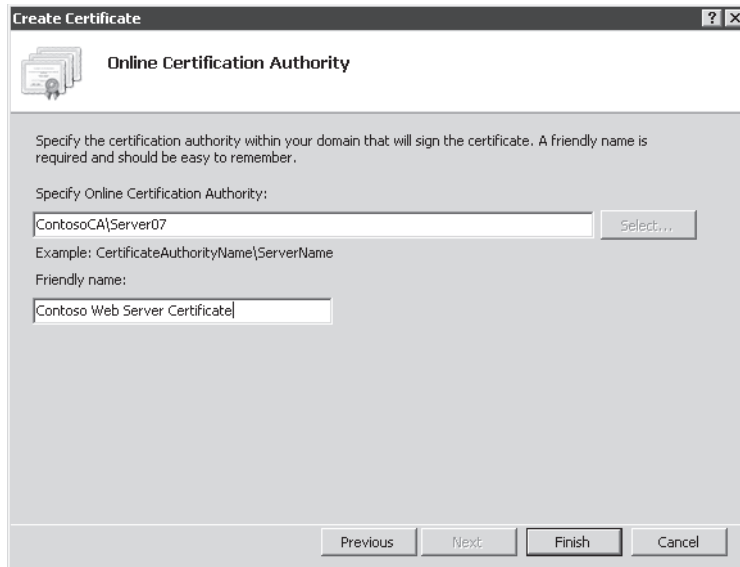 Create Certificate
Online Certification Authority
Specify the certification authority within your domain that will sign the certificate. A friendly name is
required and should be easy to remember.
Specify Online Certification Authority:
ContosoCA\Server07
Select...
Example: CertificateAuthorityName\ServerName
Friendly name:
Contoso Web Server Certificate
Previous
Next
Finish
Cancel